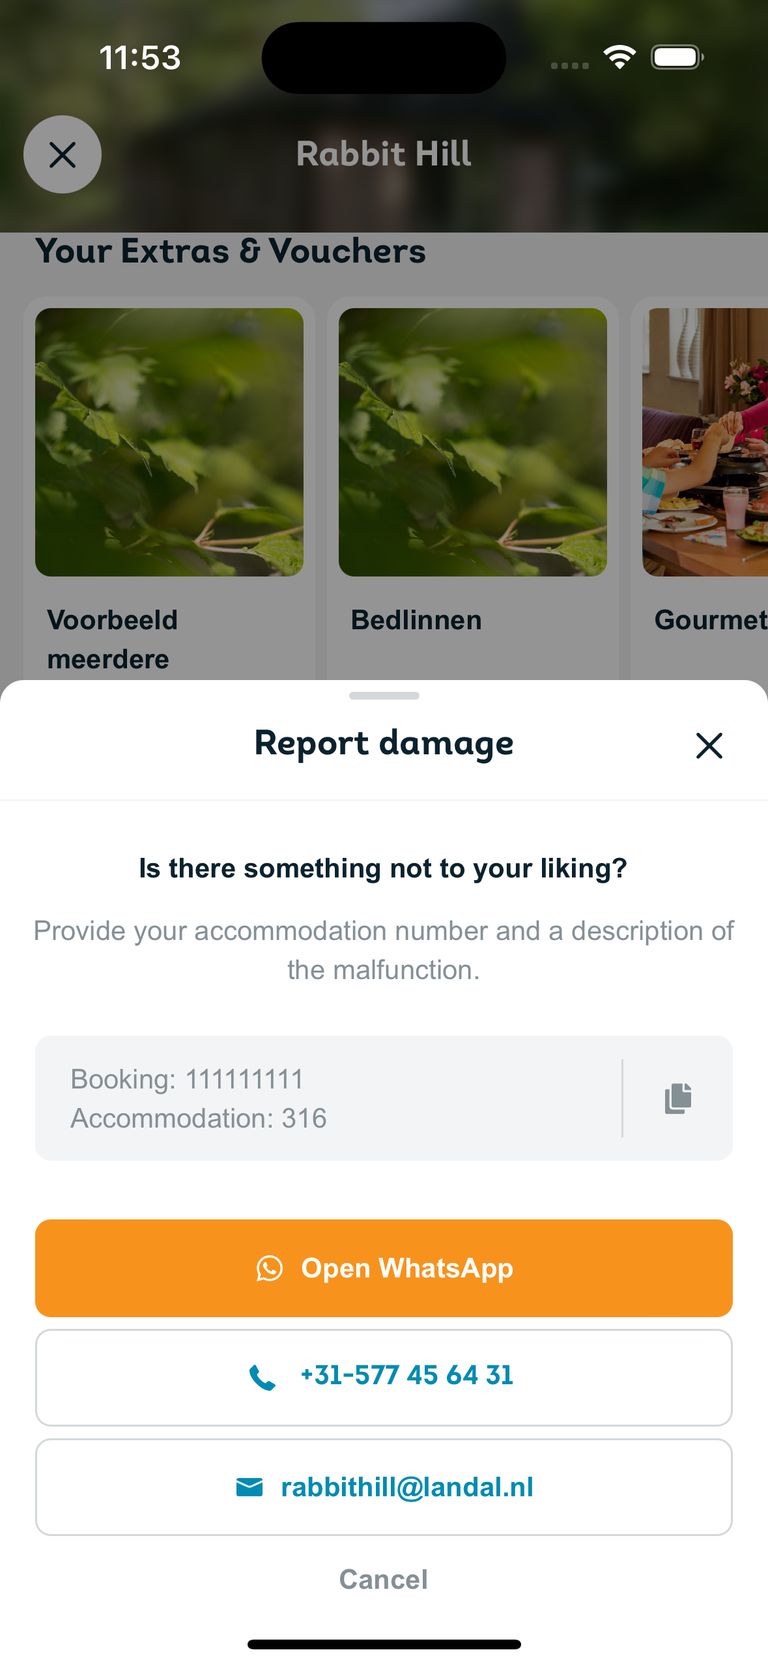 11:53
Rabbit Hill
Your Extras & Vouchers
Voorbeeld
meerdere
Bedlinnen
Gourmet
Report damage
Is there something not to your liking?
Provide your accommodation number and a description of
the malfunction.
Booking: 111111111
Accommodation: 316
Open WhatsApp
+31-577 45 64 31
rabbithill@landal.nl
Cancel